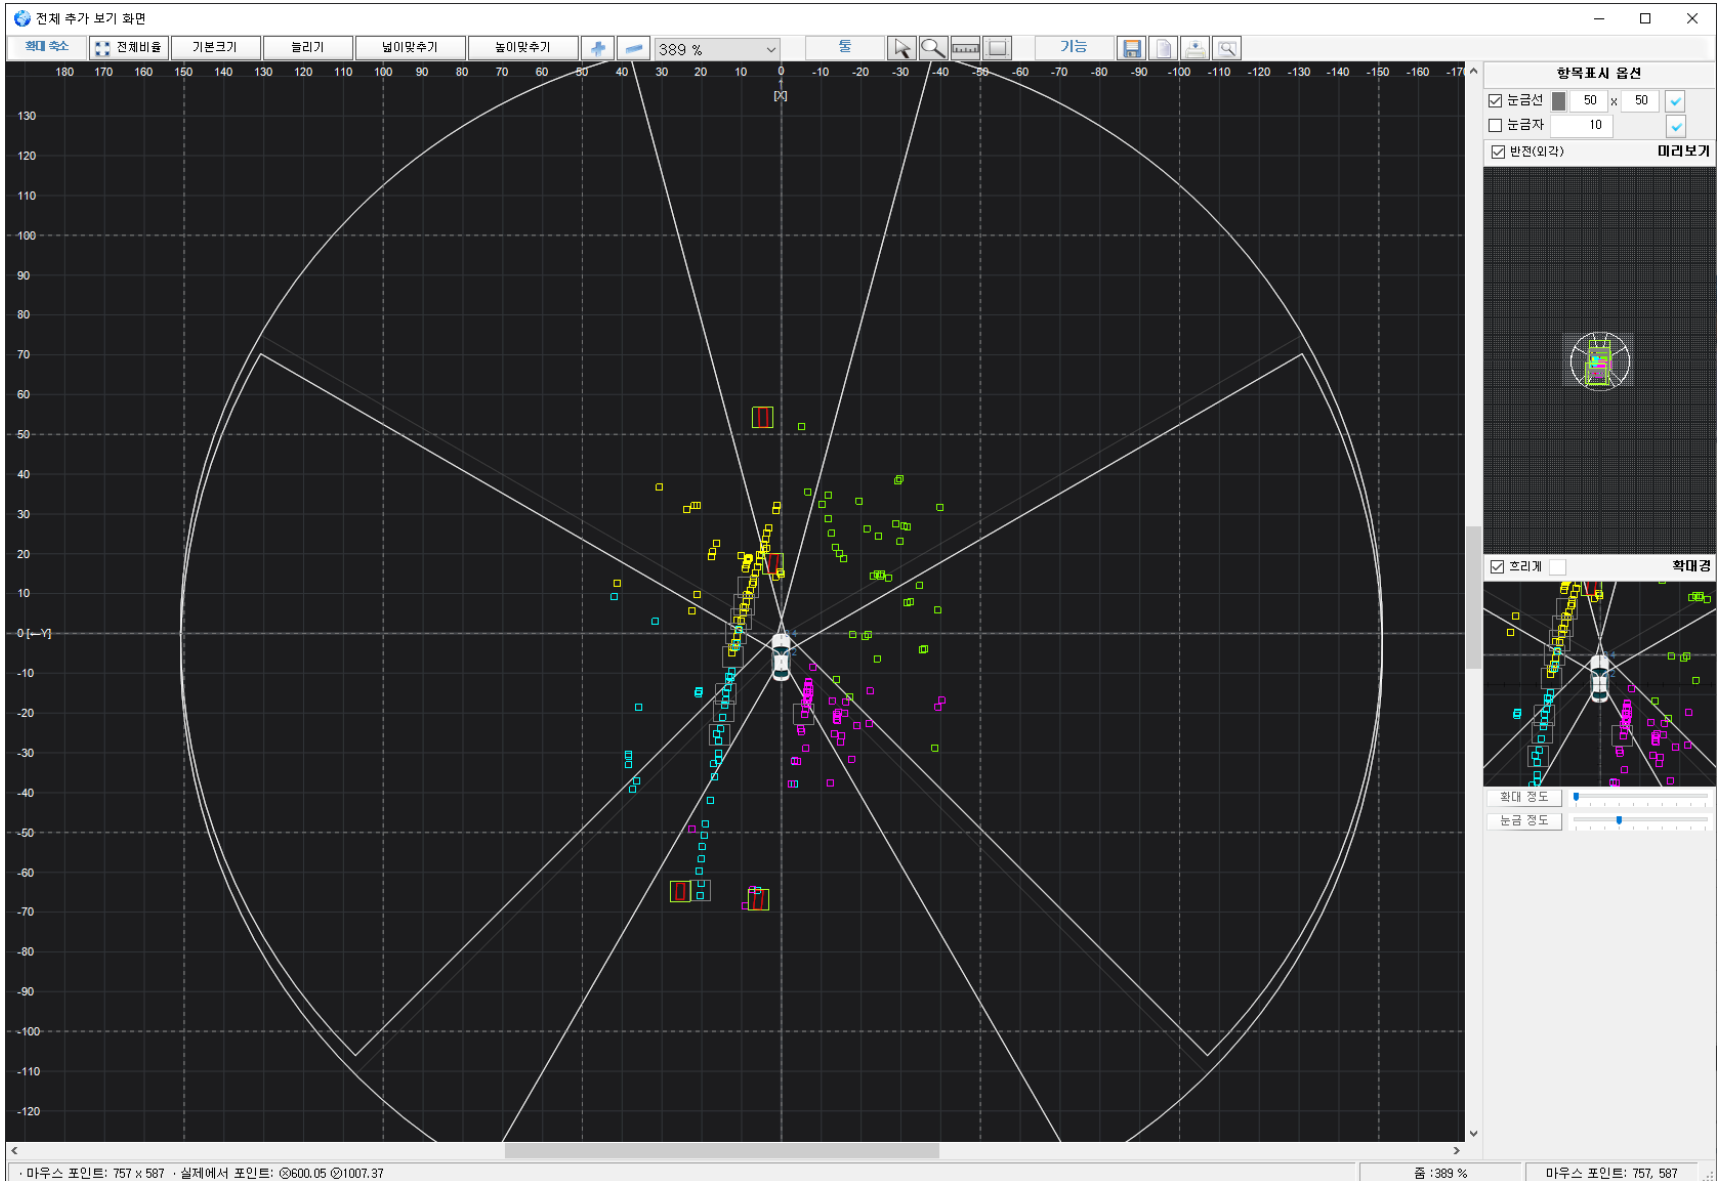 전체 추가 보기 화면
확대 축소 전체비율 기본크기 늘리기 넓이맞추기 높이맞추기 389 % 툴 기능
180 170 160 150 140 130 120 110 100 90 80 70 60 50 40 30 20 10 0 -10 -20 -30 -40 -50 -60 -70 -80 -90 -100 -110 -120 -130 -140 -150 -160 -170
[X]
130
120
110
100
90
80
70
60
50
40
30
20
10
0 [←Y]
-10
-20
-30
-40
-50
-60
-70
-80
-90
-100
-110
-120
항목표시 옵션
눈금선 50 x 50
눈금자 10
반전(외각) 미리보기
흐리게 확대경
확대 정도
눈금 정도
· 마우스 포인트: 757 x 587 · 실제에서 포인트: ⓧ600.05 ⓨ1007.37
줌 :389 %
마우스 포인트: 757, 587